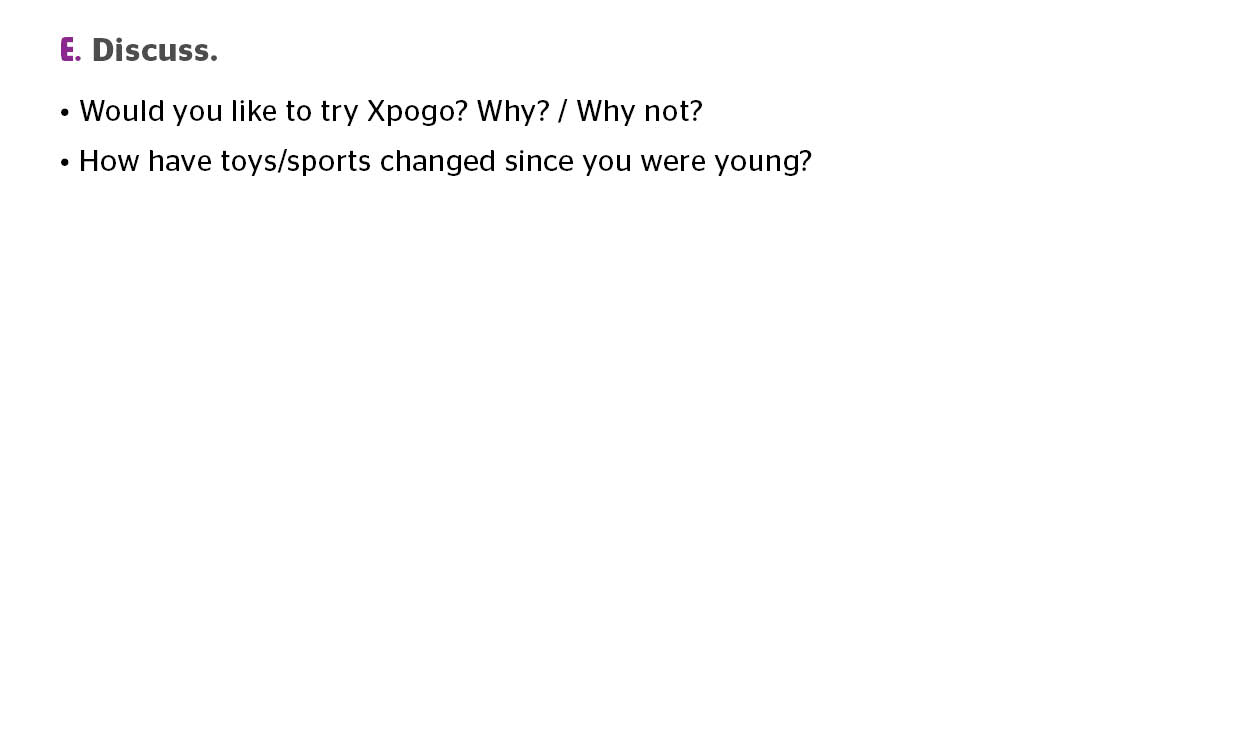 E. Discuss.
• Would you like to try Xpogo? Why? / Why not?
• How have toys/sports changed since you were young?